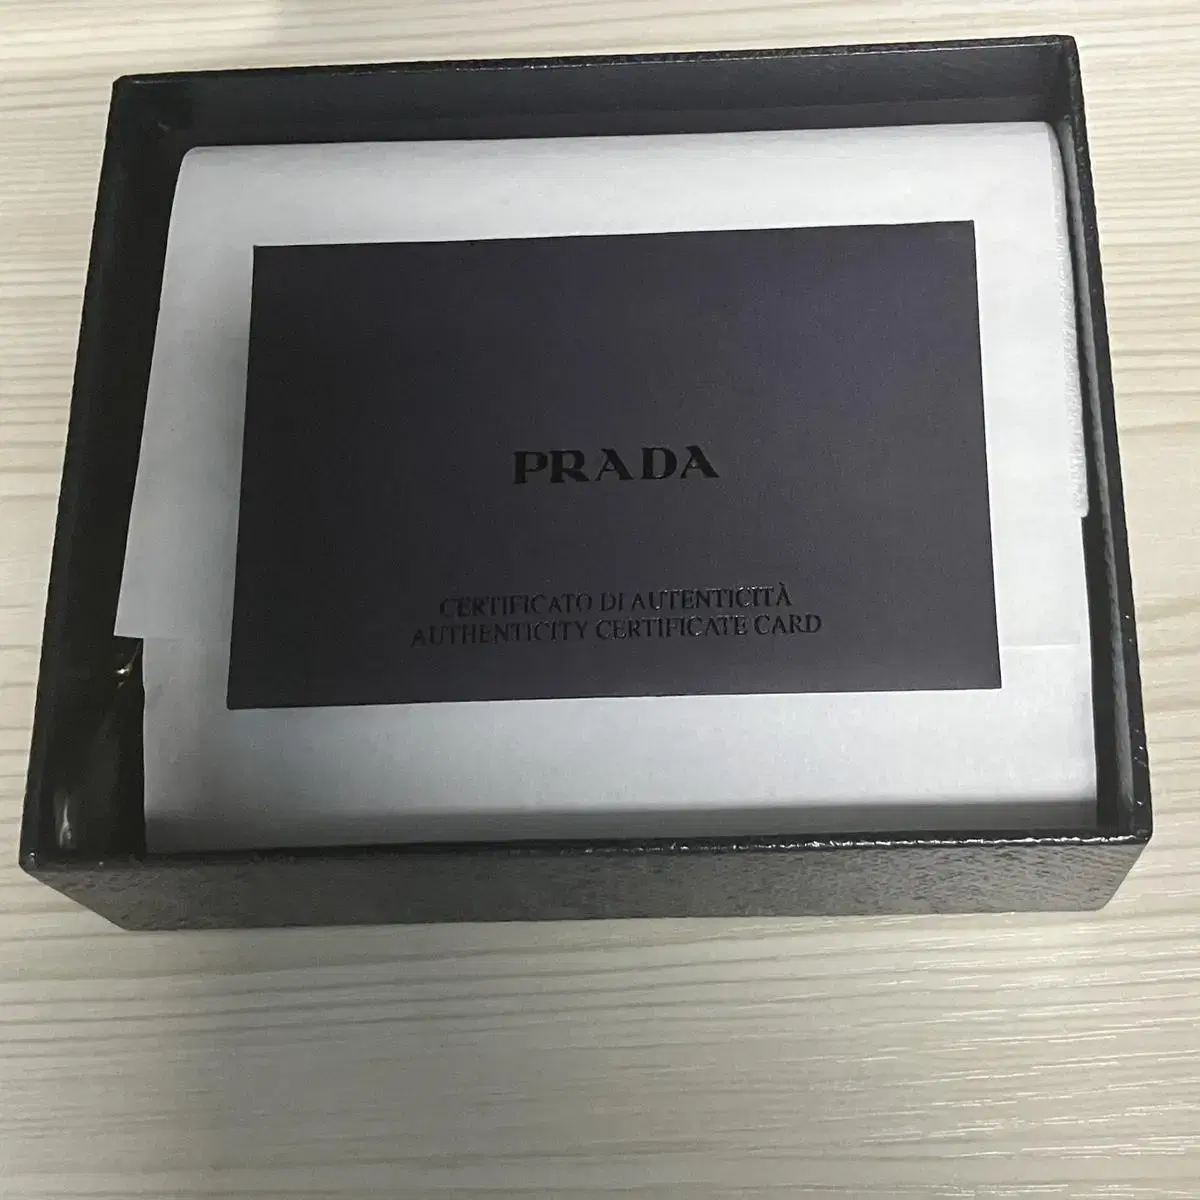 PRADA
CERTIFICATO DI AUTENTICITÀ
AUTHENTICITY CERTIFICATE CARD